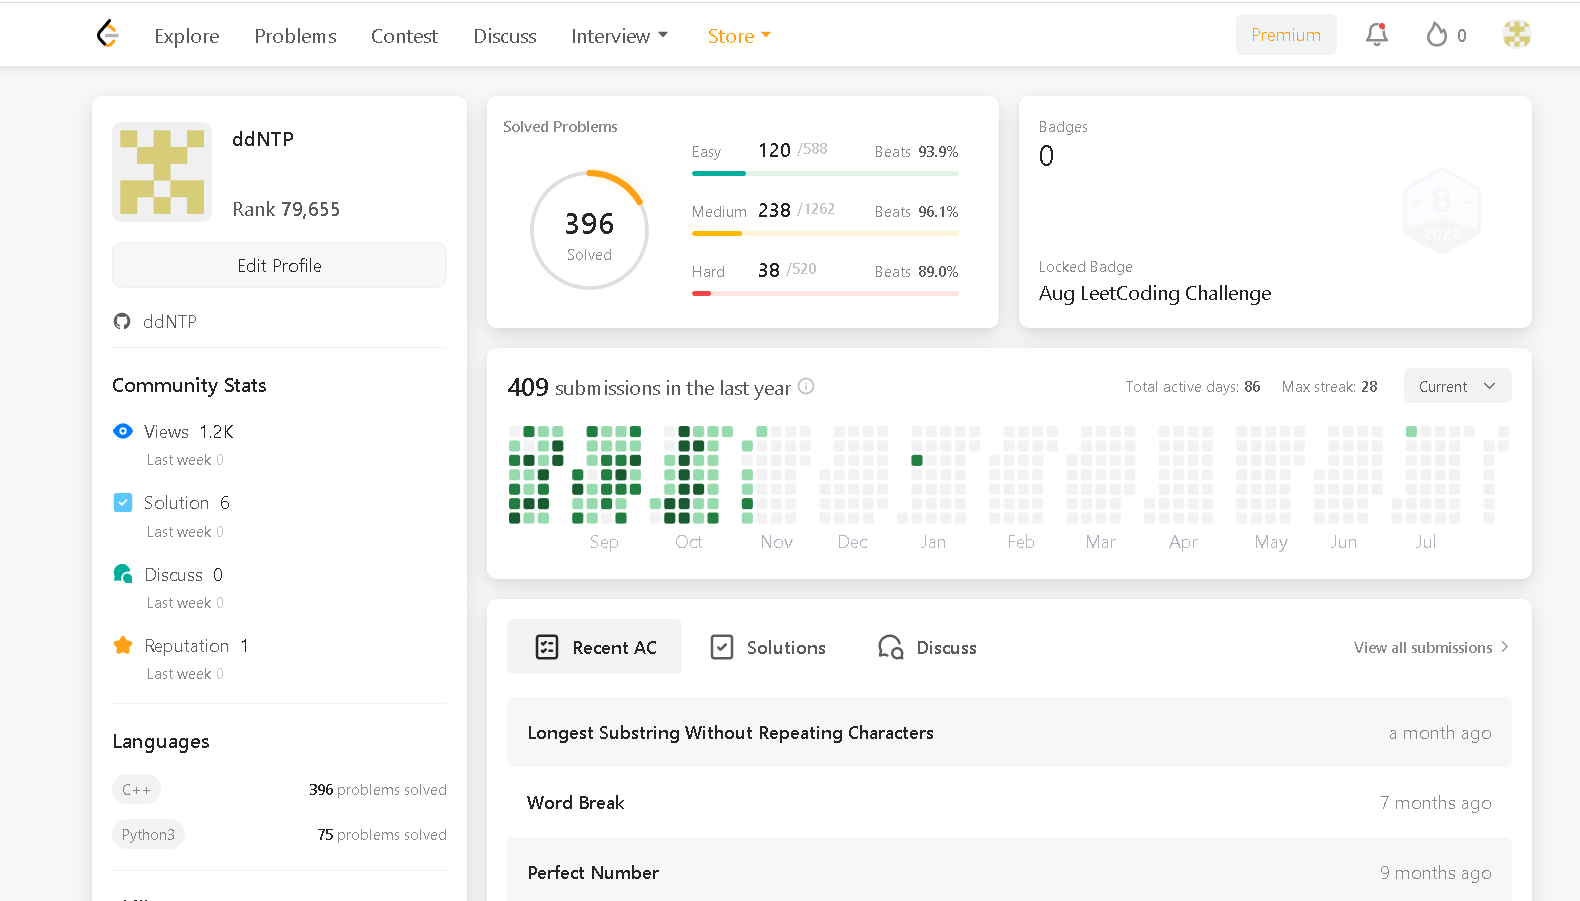 Explore Problems Contest Discuss Interview Store Premium 0
ddNTP
Rank 79,655
Edit Profile
ddNTP
Community Stats
Views 1.2K
Last week 0
Solution 6
Last week 0
Discuss 0
Last week 0
Reputation 1
Last week 0
Languages
C++ 396 problems solved
Python3 75 problems solved
Solved Problems
396
Solved
Easy 120 /588 Beats 93.9%
Medium 238 /1262 Beats 96.1%
Hard 38 /520 Beats 89.0%
Badges
0
8
2022
Locked Badge
Aug LeetCoding Challenge
409 submissions in the last year Total active days: 86 Max streak: 28 Current
Sep Oct Nov Dec Jan Feb Mar Apr May Jun Jul
Recent AC Solutions Discuss View all submissions
Longest Substring Without Repeating Characters a month ago
Word Break 7 months ago
Perfect Number 9 months ago